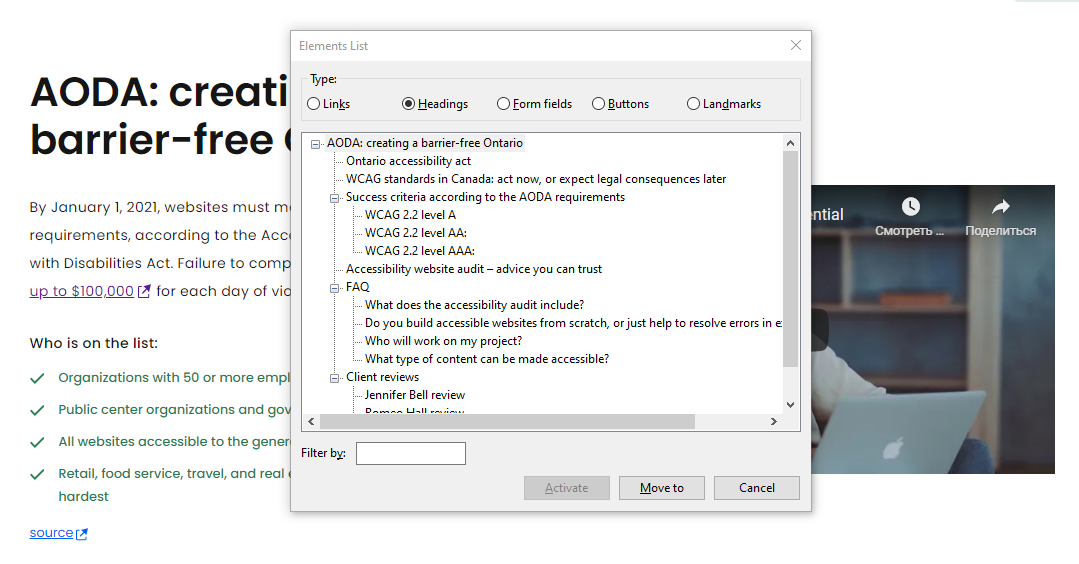 Elements List
Type:
Links
Headings
Form fields
Buttons
Landmarks
AODA: creating a barrier-free Ontario
Ontario accessibility act
WCAG standards in Canada: act now, or expect legal consequences later
Success criteria according to the AODA requirements
WCAG 2.2 level A
WCAG 2.2 level AA:
WCAG 2.2 level AAA:
Accessibility website audit – advice you can trust
FAQ
What does the accessibility audit include?
Do you build accessible websites from scratch, or just help to resolve errors in
Who will work on my project?
What type of content can be made accessible?
Client reviews
Jennifer Bell review
Romeo Hall review
Filter by:
Activate
Move to
Cancel
AODA: creati
barrier-free
By January 1, 2021, websites must
requirements, according to the
with Disabilities Act. Failure to
up to $100,000 for each day of
Who is on the list:
Organizations with 50 or more
Public center organizations and
All websites accessible to the
Retail, food service, travel, and real
hardest
source
ential
Смотреть ...
Поделиться